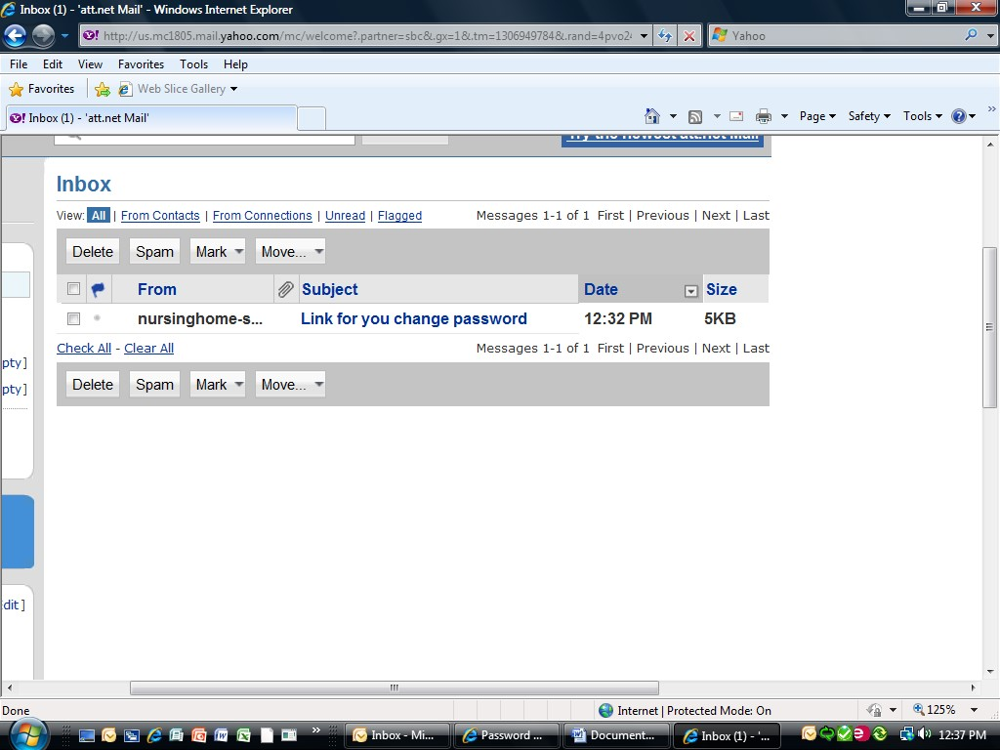 Inbox (1) - 'att.net Mail' - Windows Internet Explorer
http://us.mc1805.mail.yahoo.com/mc/welcome?.partner=sbc&.gx=1&.tm=1306949784&.rand=4pvo2
Yahoo
File Edit View Favorites Tools Help
Favorites Web Slice Gallery
Inbox (1) - 'att.net Mail' Page Safety Tools
Try the newest att.net Mail
Inbox
View: All | From Contacts | From Connections | Unread | Flagged Messages 1-1 of 1 First | Previous | Next | Last
Delete Spam Mark Move...
From Subject Date Size
nursinghome-s... Link for you change password 12:32 PM 5KB
Check All - Clear All Messages 1-1 of 1 First | Previous | Next | Last
pty]
Delete Spam Mark Move...
pty]
dit]
Done Internet | Protected Mode: On 125%
Inbox - Mi... Password ... Document... Inbox (1) - '... 12:37 PM